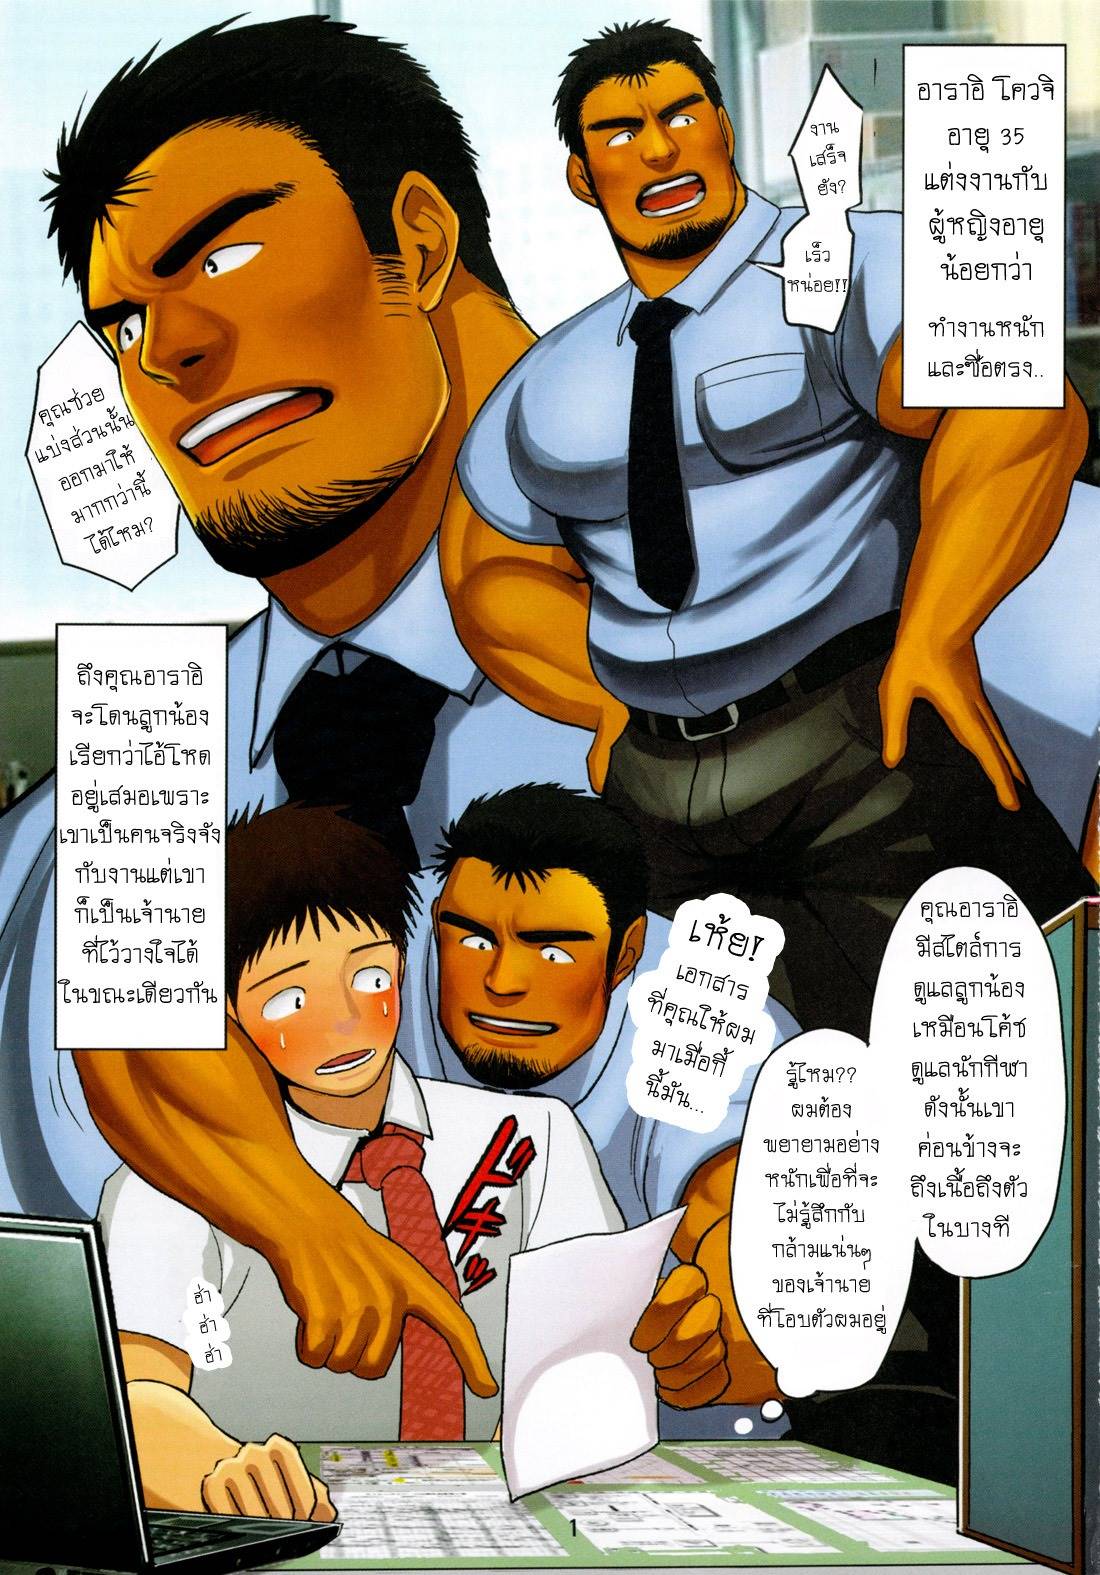 อาราอิ โควจิ
อายุ 35
แต่งงานกับ
ผู้หญิงอายุ
น้อยกว่า
ทำงานหนัก
และซื่อตรง..
งาน
เสร็จ
ยัง?
เร็ว
หน่อย!!
คุณช่วย
แบ่งส่วนนั้น
ออกมาให้
มากกว่านี้
ได้ไหม?
ถึงคุณอาราอิ
จะโดนลูกน้อง
เรียกว่าไอ้โหด
อยู่เสมอเพราะ
เขาเป็นคนจริงจัง
กับงานแต่เขา
ก็เป็นเจ้านาย
ที่ไว้วางใจได้
ในขณะเดียวกัน
เห้ย!
เอกสาร
ที่คุณให้ผม
มาเมื่อกี้
นี้มัน...
คุณอาราอิ
มีสไตล์การ
ดูแลลูกน้อง
เหมือนโค้ช
ดูแลนักกีฬา
ดังนั้นเขา
ค่อนข้างจะ
ถึงเนื้อถึงตัว
ในบางที
รู้ไหม??
ผมต้อง
พยายามอย่าง
หนักเพื่อที่จะ
ไม่รู้สึกกับ
กล้ามแน่นๆ
ของเจ้านาย
ที่โอบตัวผมอยู่
ドキドキッ
ฮ่า
ฮ่า
ฮ่า
1